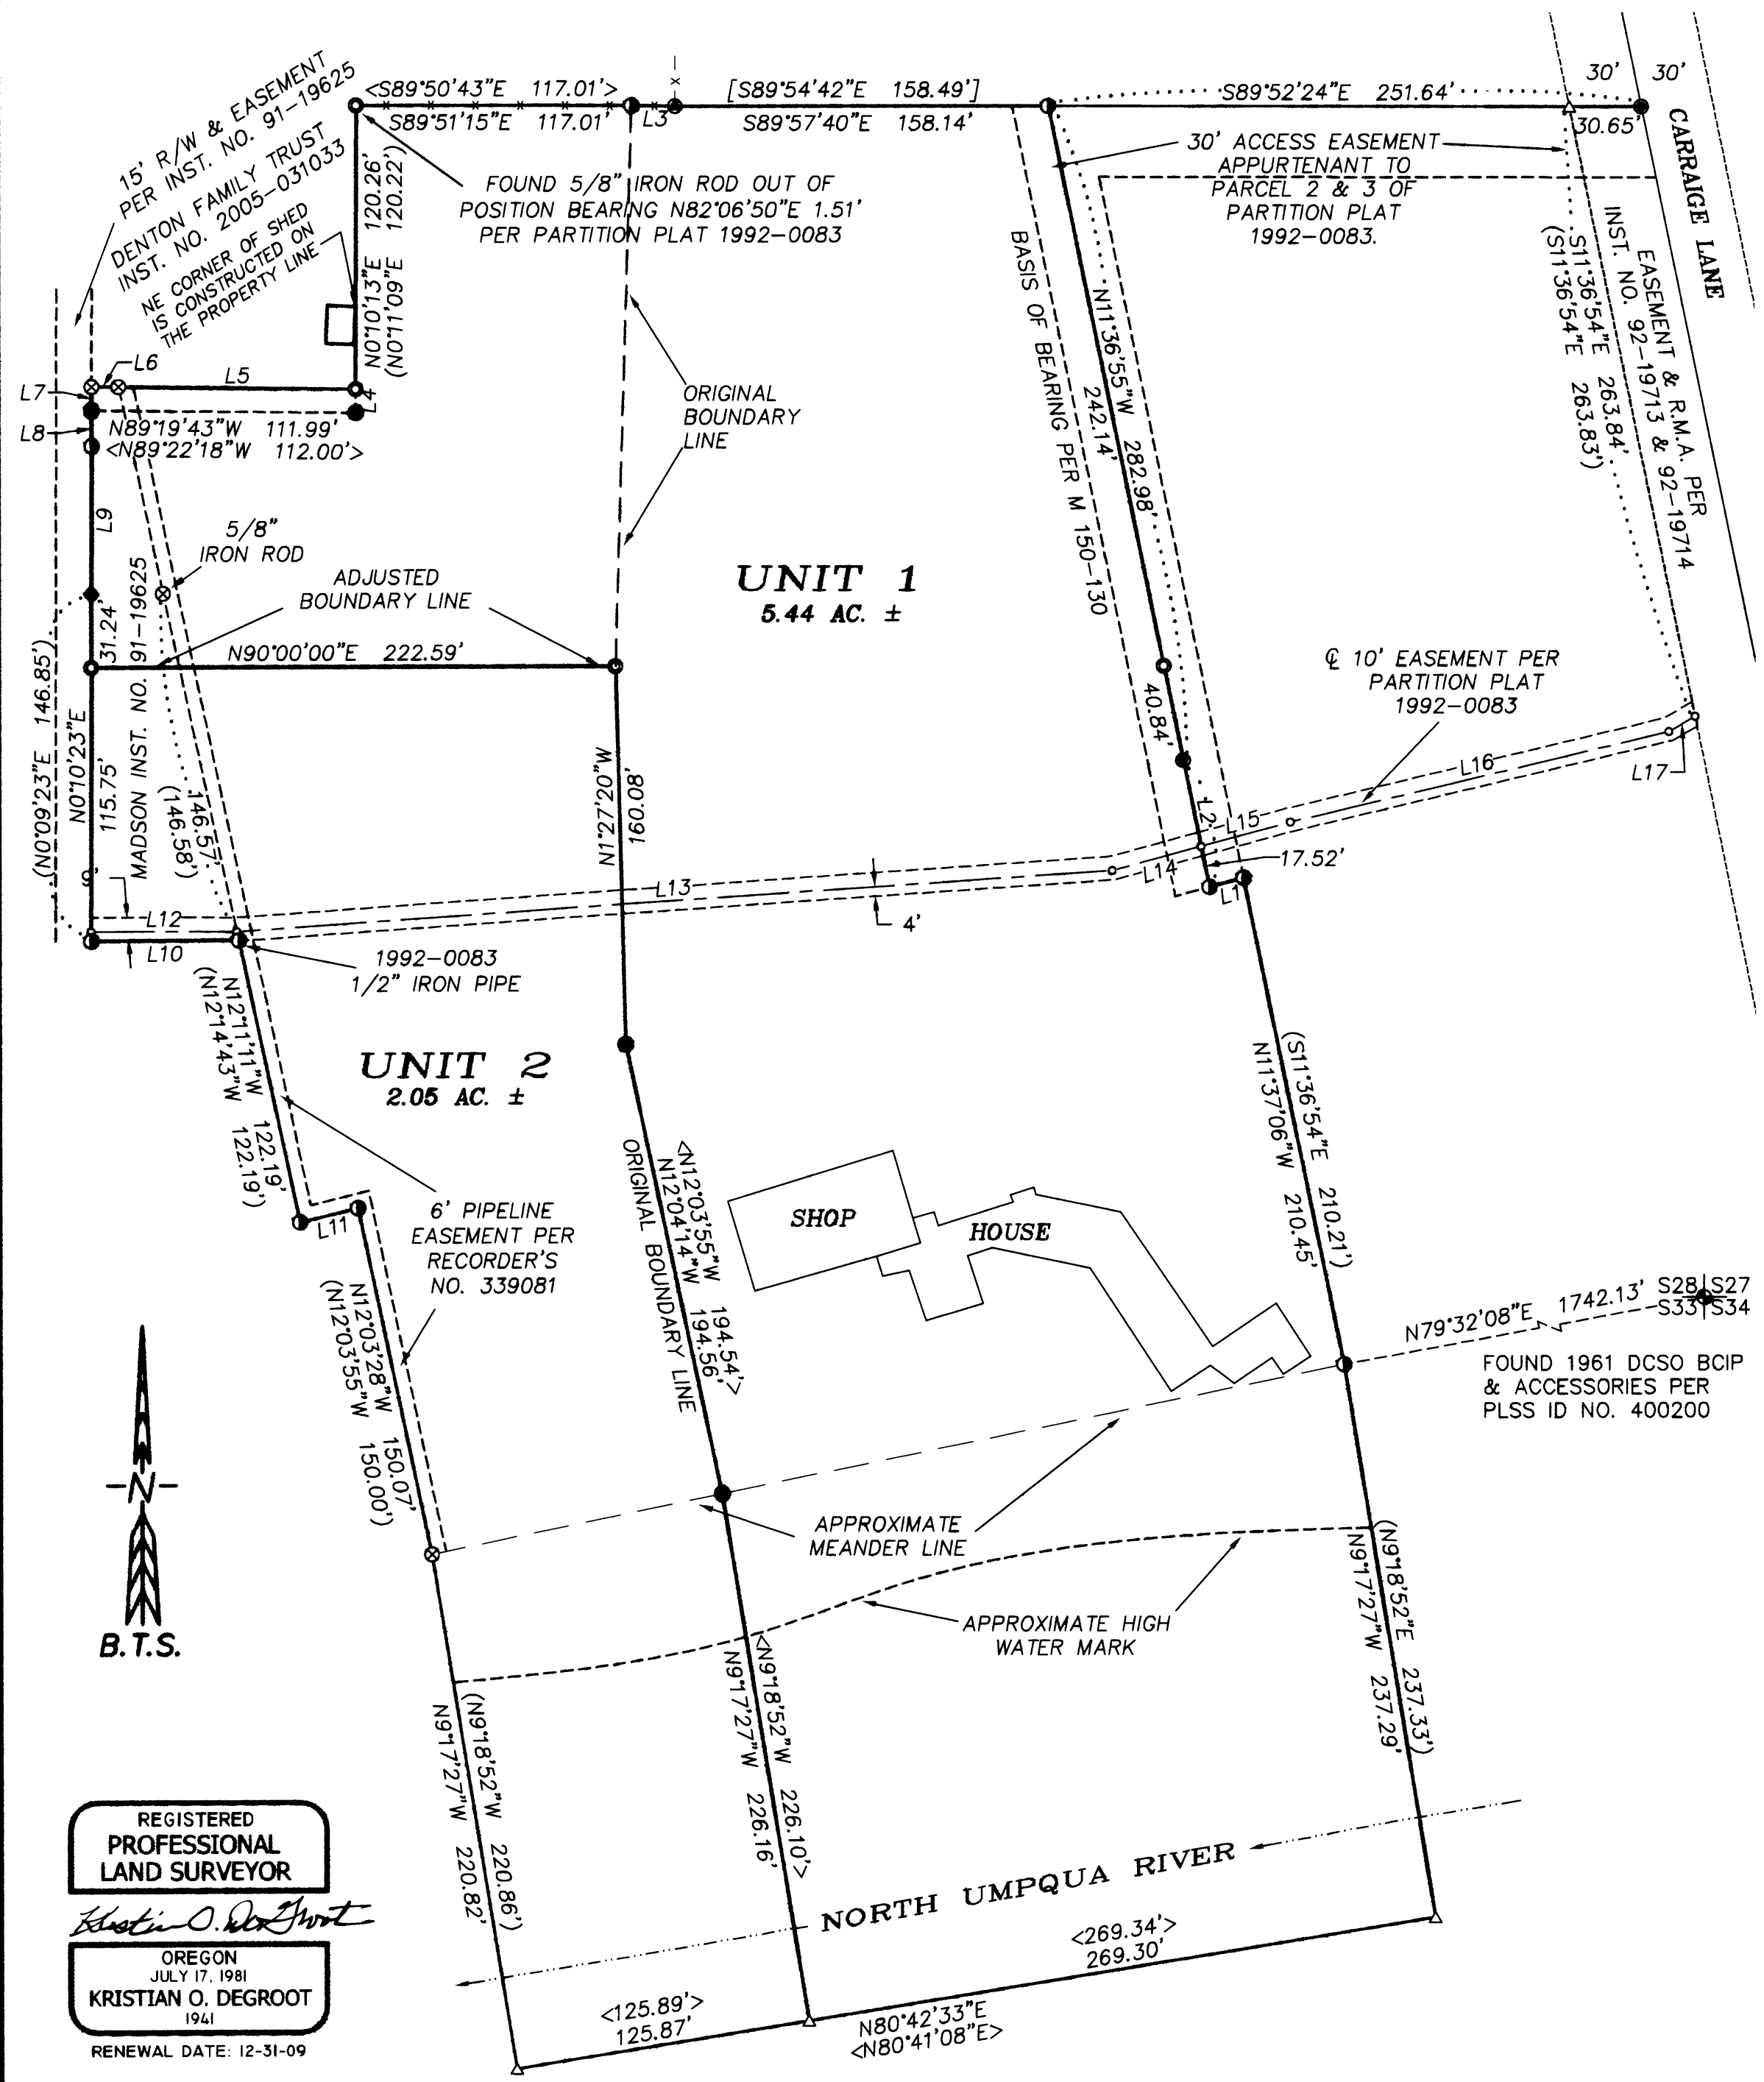 <S89°50'43"E 117.01'>
S89°51'15"E 117.01'
L3
[S89°54'42"E 158.49']
S89°57'40"E 158.14'
S89°52'24"E 251.64'
30' 30'
30.65'
CARRAIGE LANE
15' R/W & EASEMENT
PER INST. NO. 91-19625
DENTON FAMILY TRUST
INST. NO. 2005-031033
NE CORNER OF SHED
IS CONSTRUCTED ON
THE PROPERTY LINE
N0°10'13"E 120.26'
(N0°11'09"E 120.22')
FOUND 5/8" IRON ROD OUT OF
POSITION BEARING N82°06'50"E 1.51'
PER PARTITION PLAT 1992-0083
30' ACCESS EASEMENT
APPURTENANT TO
PARCEL 2 & 3 OF
PARTITION PLAT
1992-0083.
EASEMENT & R.M.A. PER
INST. NO. 92-19713 & 92-19714
S11°36'54"E 263.84'
(S11°36'54"E 263.83')
BASIS OF BEARING PER M 150-130
N11°36'55"W 282.98'
242.14'
40.84'
L6
L5
L7
L4
L8
N89°19'43"W 111.99'
<N89°22'18"W 112.00'>
ORIGINAL
BOUNDARY
LINE
L9
5/8"
IRON ROD
ADJUSTED
BOUNDARY LINE
UNIT 1
5.44 AC. ±
31.24'
N90°00'00"E 222.59'
℄ 10' EASEMENT PER
PARTITION PLAT
1992-0083
(N0°09'23"E 146.85')
N0°10'23"E
115.75'
MADSON INST. NO. 91-19625
146.57'
(146.58')
N1°27'20"W
160.08'
L16
L17
L2
L15
17.52'
L14
L1
L13
4'
9'
L12
L10
1992-0083
1/2" IRON PIPE
N12°11'11"W 122.19'
(N12°14'43"W 122.19')
UNIT 2
2.05 AC. ±
(S11°36'54"E 210.21')
N11°37'06"W 210.45'
<N12°03'55"W 194.54'>
N12°04'14"W 194.56'
ORIGINAL BOUNDARY LINE
SHOP
HOUSE
L11
6' PIPELINE
EASEMENT PER
RECORDER'S
NO. 339081
N12°03'28"W 150.07'
(N12°03'55"W 150.00')
N79°32'08"E 1742.13'
S28 S27
S33 S34
FOUND 1961 DCSO BCIP
& ACCESSORIES PER
PLSS ID NO. 400200
N
B.T.S.
APPROXIMATE
MEANDER LINE
APPROXIMATE HIGH
WATER MARK
(N9°18'52"E 237.33')
N9°17'27"W 237.29'
<N9°18'52"W 226.10'>
N9°17'27"W 226.16'
(N9°18'52"W 220.86')
N9°17'27"W 220.82'
NORTH UMPQUA RIVER
<269.34'>
269.30'
<125.89'>
125.87'
N80°42'33"E
<N80°41'08"E>
REGISTERED
PROFESSIONAL
LAND SURVEYOR
Kristian O. DeGroot
OREGON
JULY 17, 1981
KRISTIAN O. DEGROOT
1941
RENEWAL DATE: 12-31-09